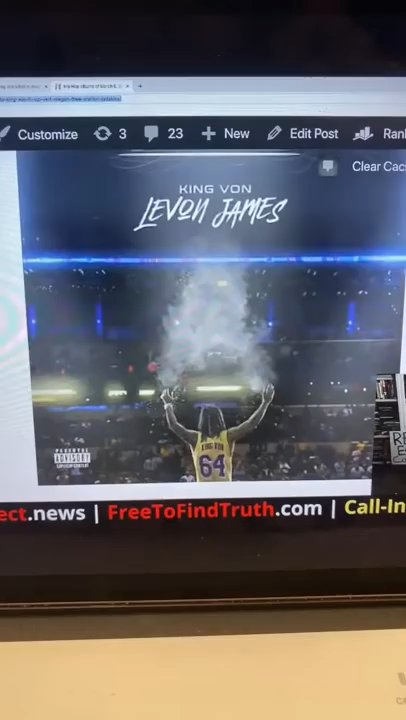 Customize 3 23 + New Edit Post Rank
Clear Cac
KING VON
LEVON JAMES
KING VON
64
PARENTAL
ADVISORY
EXPLICIT CONTENT
ect.news | FreeToFindTruth.com | Call-In